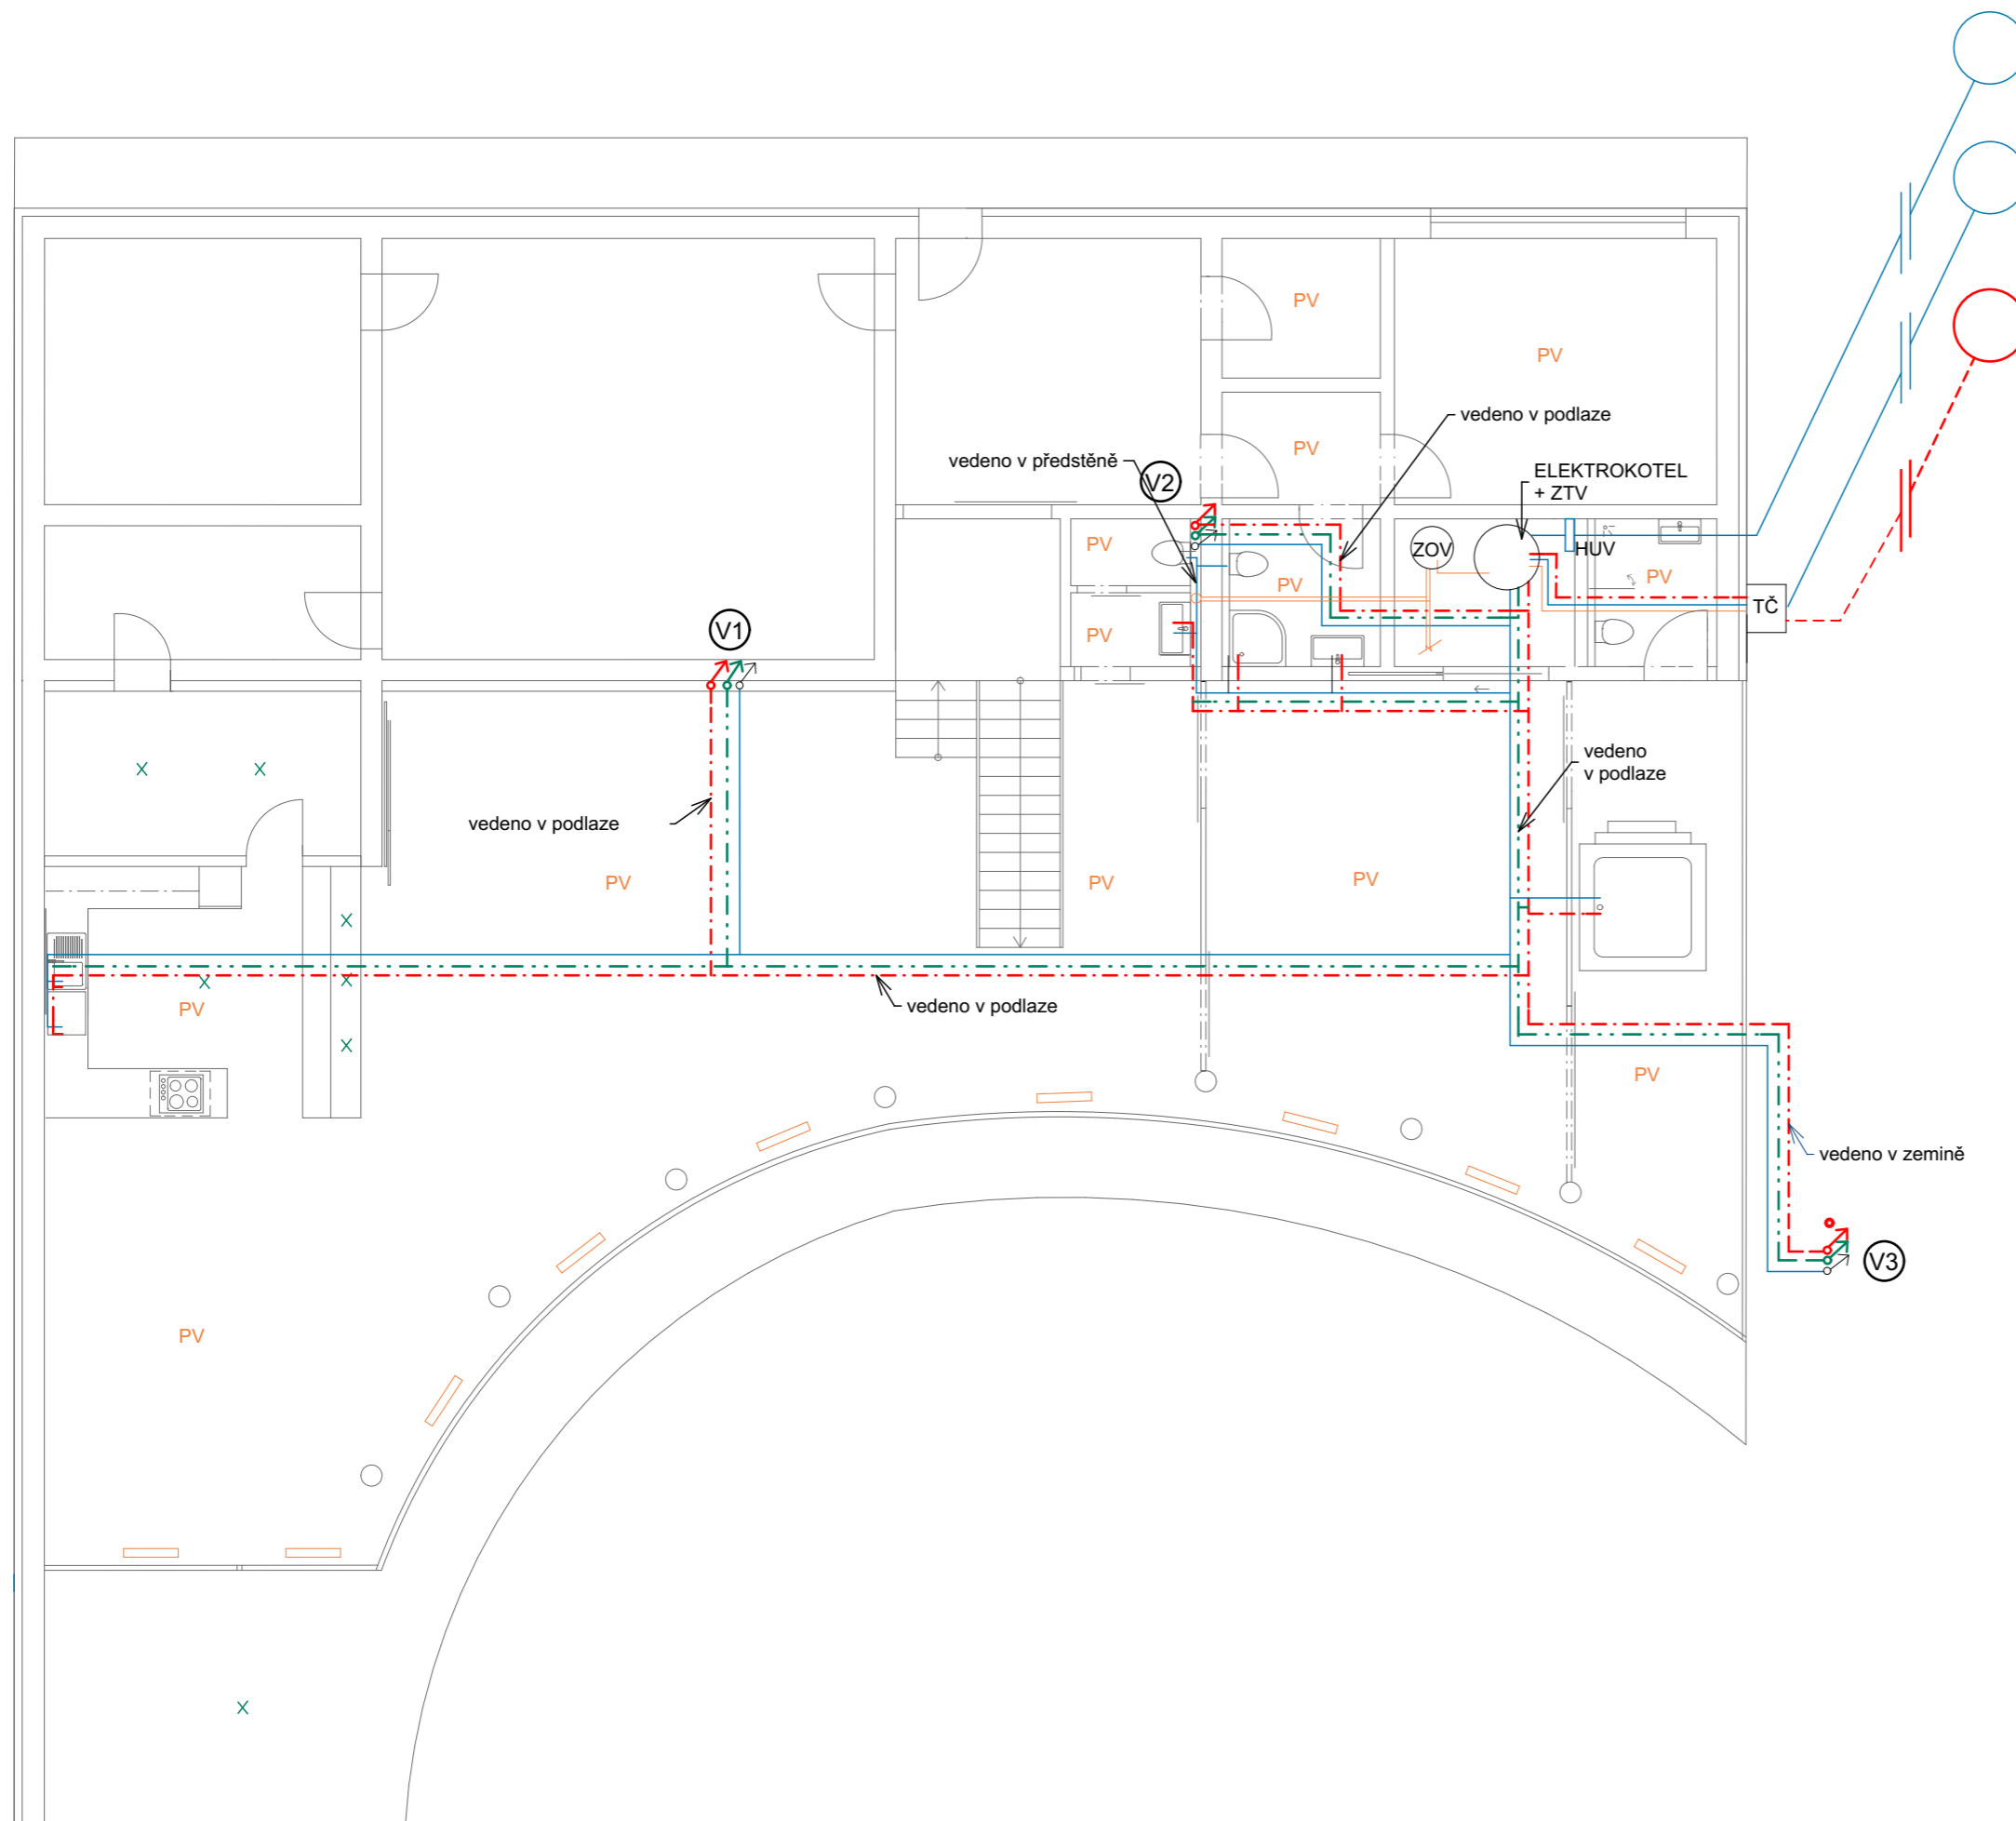 PV
PV
vedeno v podlaze
PV
vedeno v předstěně
V2
ELEKTROKOTEL
+ ZTV
PV
ZOV
HUV
PV
PV
TČ
V1
PV
vedeno
v podlaze
vedeno v podlaze
PV
PV
PV
vedeno v podlaze
PV
PV
vedeno v zemině
V3
PV